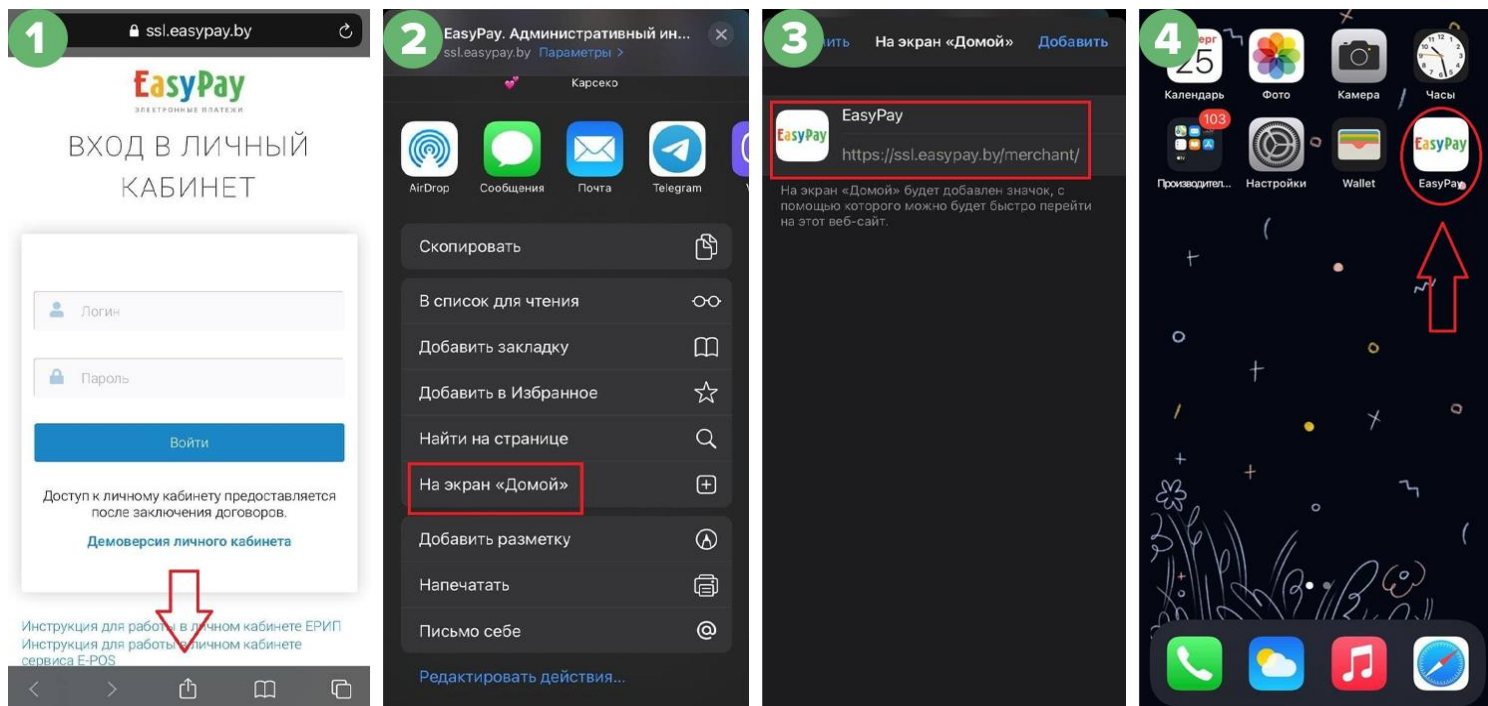 1
ssl.easypay.by
EasyPay
ЭЛЕКТРОННЫЕ ПЛАТЕЖИ
ВХОД В ЛИЧНЫЙ
КАБИНЕТ
Логин
Пароль
Войти
Доступ к личному кабинету предоставляется
после заключения договоров.
Демоверсия личного кабинета
Инструкция для работы в личном кабинете ЕРИП
Инструкция для работы в личном кабинете
сервиса E-POS
2
EasyPay. Административный ин...
ssl.easypay.by Параметры >
Карсеко
AirDrop
Сообщения
Почта
Telegram
Скопировать
В список для чтения
Добавить закладку
Добавить в Избранное
Найти на странице
На экран «Домой»
Добавить разметку
Напечатать
Письмо себе
Редактировать действия...
3
На экран «Домой»
Добавить
EasyPay
EasyPay
https://ssl.easypay.by/merchant/
На экран «Домой» будет добавлен значок, с
помощью которого можно будет быстро перейти
на этот веб-сайт.
4
25
Календарь
Фото
Камера
12
Часы
103
EasyPay
Производител...
Настройки
Wallet
EasyPay